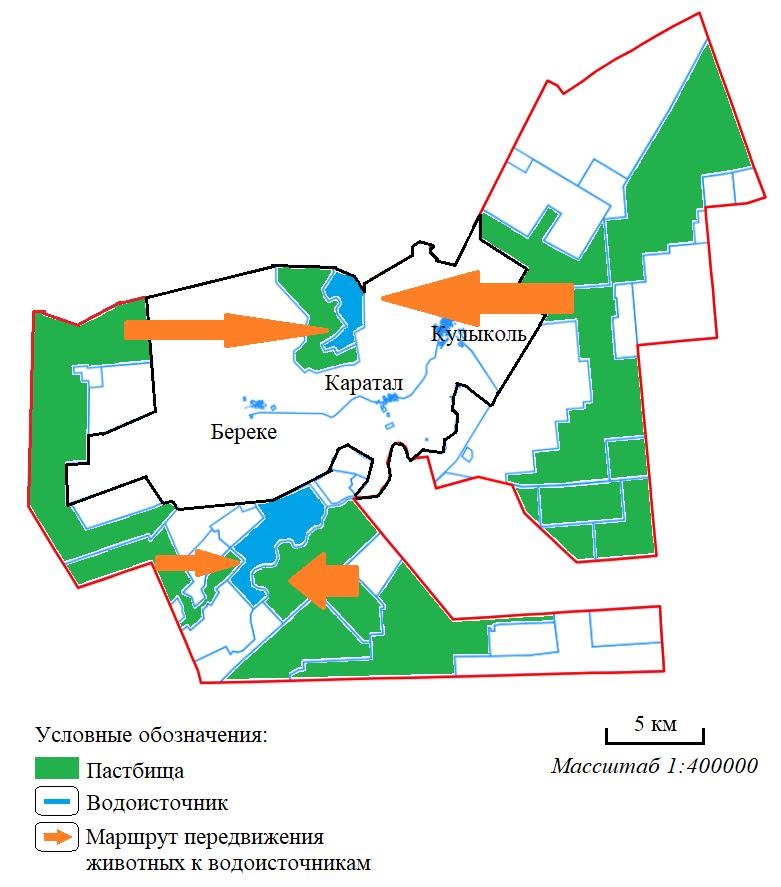 Кулыколь
Каратал
Береке
Условные обозначения:
5 км
Пастбища
Масштаб 1:400000
Водоисточник
Маршрут передвижения
животных к водоисточникам